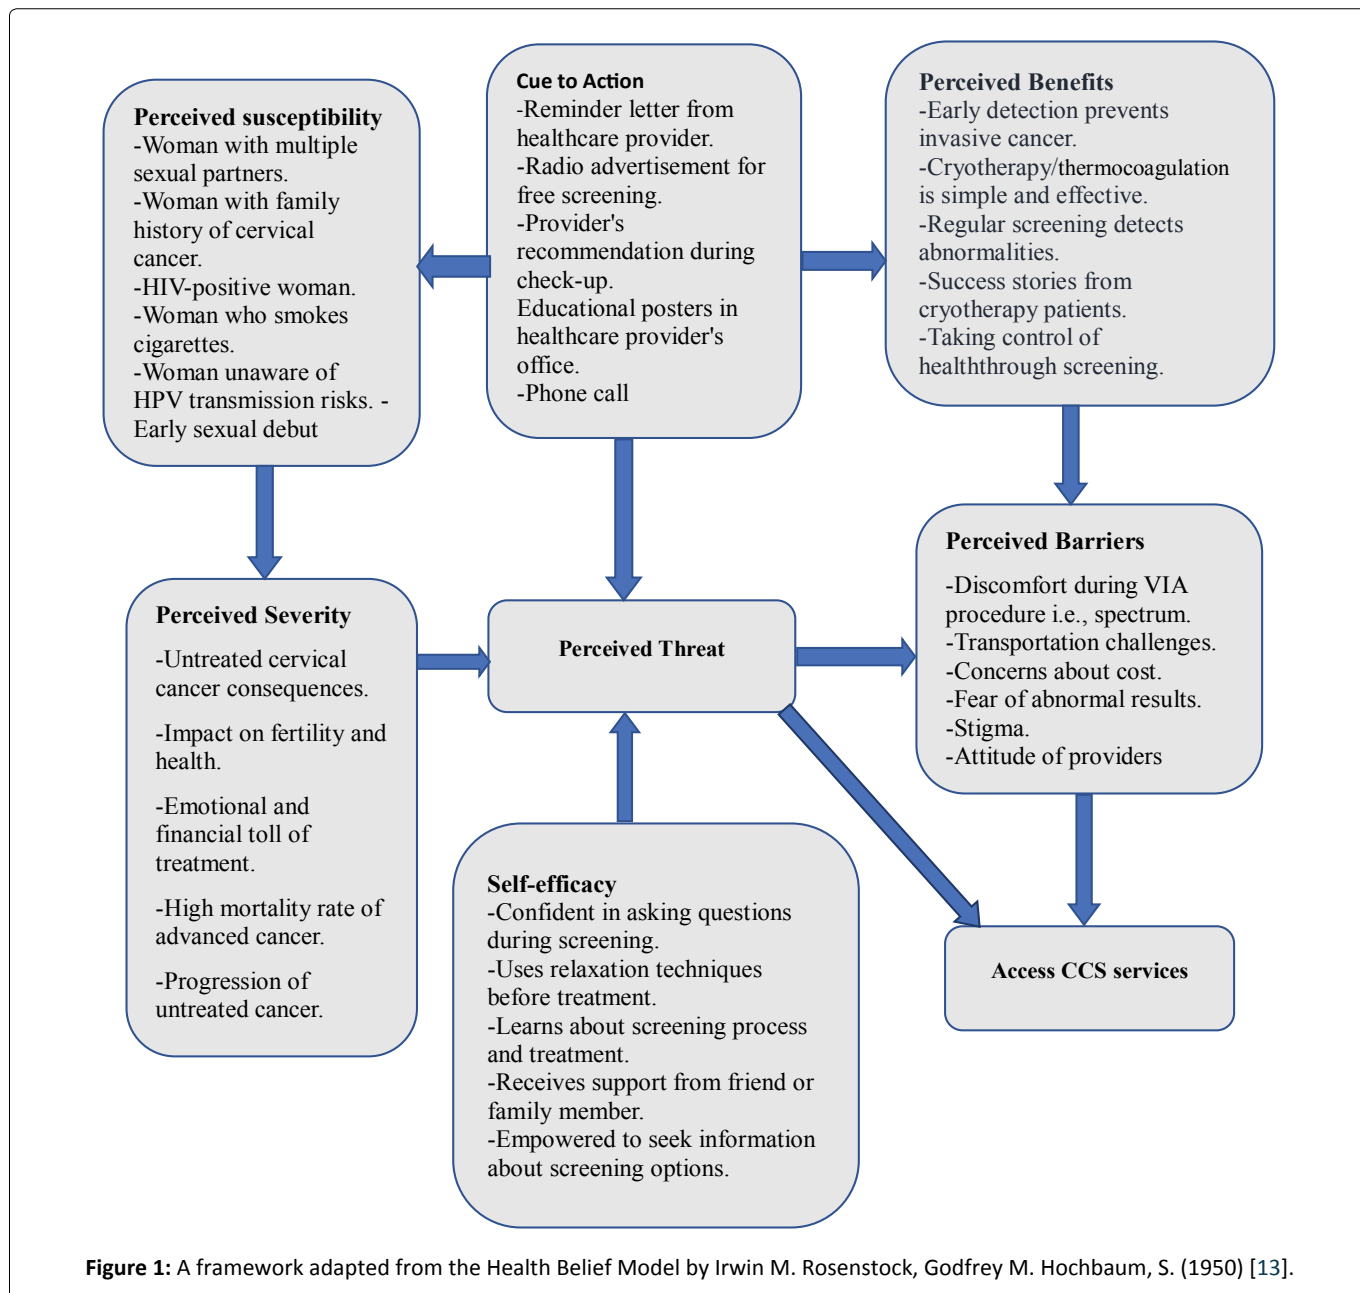 Perceived susceptibility
-Woman with multiple
sexual partners.
-Woman with family
history of cervical
cancer.
-HIV-positive woman.
-Woman who smokes
cigarettes.
-Woman unaware of
HPV transmission risks. -
Early sexual debut
Cue to Action
-Reminder letter from
healthcare provider.
-Radio advertisement for
free screening.
-Provider's
recommendation during
check-up.
Educational posters in
healthcare provider's
office.
-Phone call
Perceived Benefits
-Early detection prevents
invasive cancer.
-Cryotherapy/thermocoagulation
is simple and effective.
-Regular screening detects
abnormalities.
-Success stories from
cryotherapy patients.
-Taking control of
healththrough screening.
Perceived Severity
-Untreated cervical
cancer consequences.
-Impact on fertility and
health.
-Emotional and
financial toll of
treatment.
-High mortality rate of
advanced cancer.
-Progression of
untreated cancer.
Perceived Threat
Perceived Barriers
-Discomfort during VIA
procedure i.e., spectrum.
-Transportation challenges.
-Concerns about cost.
-Fear of abnormal results.
-Stigma.
-Attitude of providers
Self-efficacy
-Confident in asking questions
during screening.
-Uses relaxation techniques
before treatment.
-Learns about screening process
and treatment.
-Receives support from friend or
family member.
-Empowered to seek information
about screening options.
Access CCS services
Figure 1: A framework adapted from the Health Belief Model by Irwin M. Rosenstock, Godfrey M. Hochbaum, S. (1950) [13].